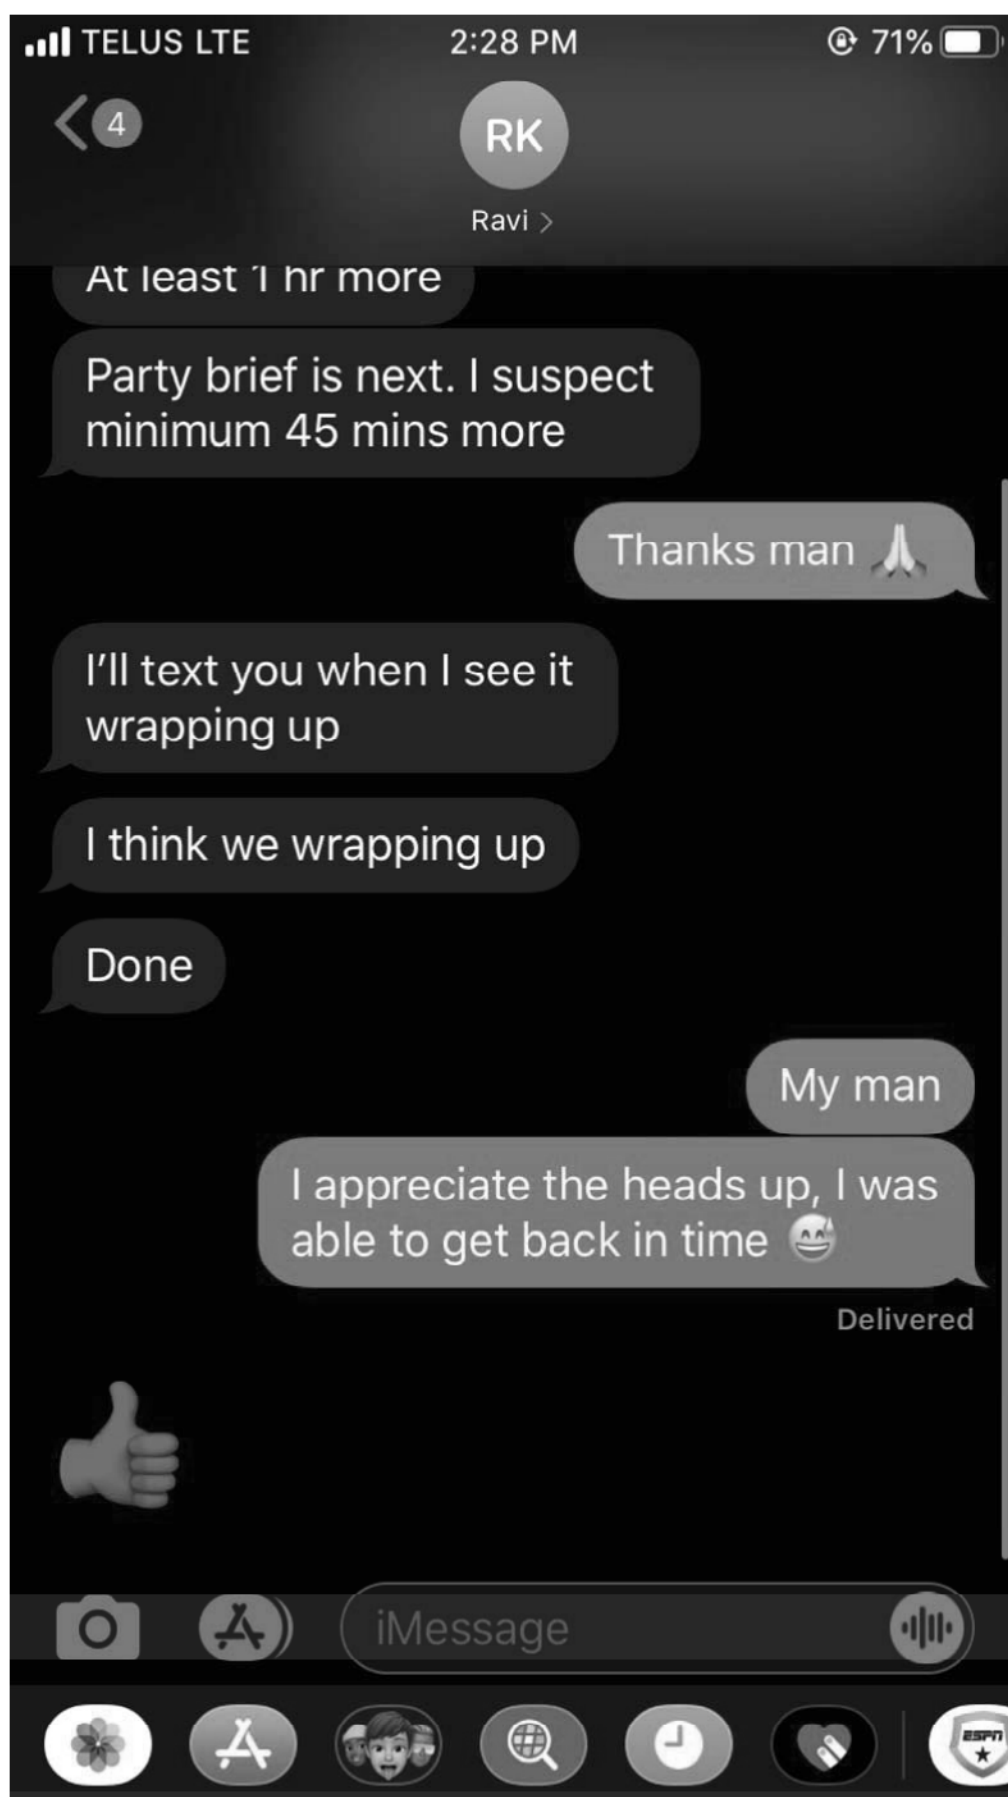 TELUS LTE
2:28 PM
71%
4
RK
Ravi >
At least 1 hr more
Party brief is next. I suspect
minimum 45 mins more
Thanks man 🙏
I’ll text you when I see it
wrapping up
I think we wrapping up
Done
My man
I appreciate the heads up, I was
able to get back in time 😅
Delivered
👍
iMessage
ESPN